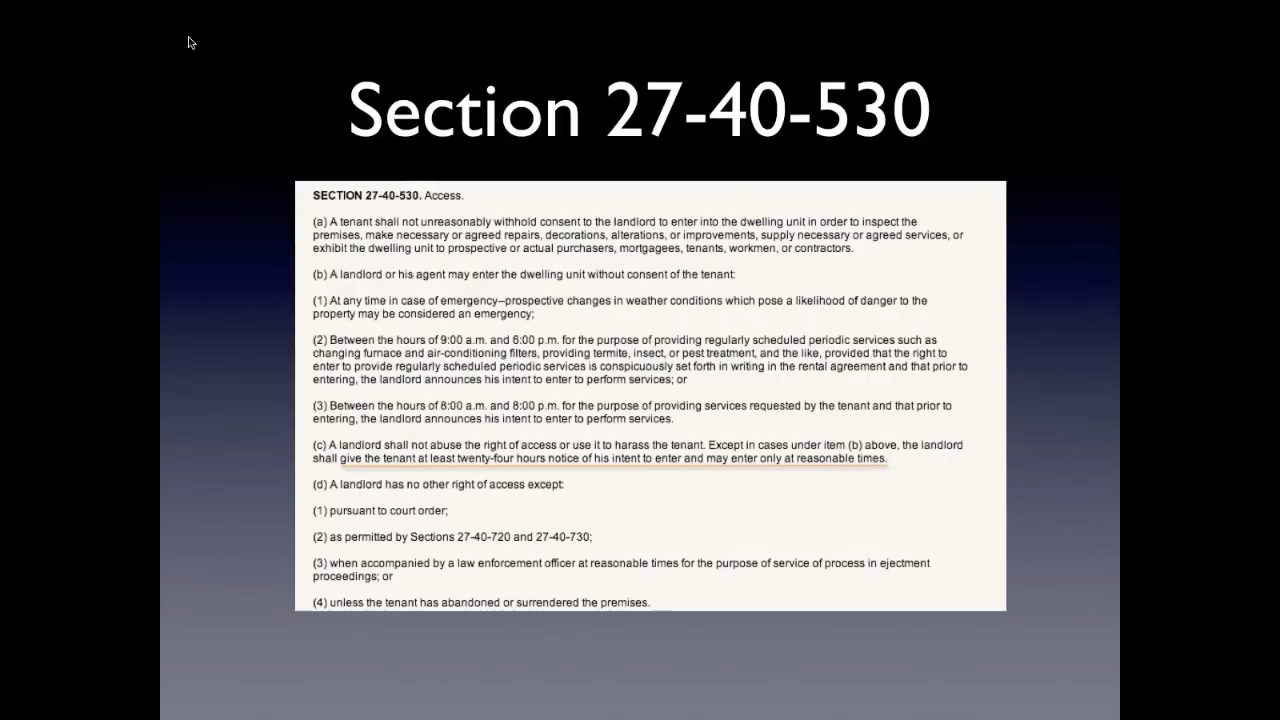 Section 27-40-530
SECTION 27-40-530. Access.
(a) A tenant shall not unreasonably withhold consent to the landlord to enter into the dwelling unit in order to inspect the
premises, make necessary or agreed repairs, decorations, alterations, or improvements, supply necessary or agreed services, or
exhibit the dwelling unit to prospective or actual purchasers, mortgagees, tenants, workmen, or contractors.
(b) A landlord or his agent may enter the dwelling unit without consent of the tenant:
(1) At any time in case of emergency–prospective changes in weather conditions which pose a likelihood of danger to the
property may be considered an emergency;
(2) Between the hours of 9:00 a.m. and 6:00 p.m. for the purpose of providing regularly scheduled periodic services such as
changing furnace and air-conditioning filters, providing termite, insect, or pest treatment, and the like, provided that the right to
enter to provide regularly scheduled periodic services is conspicuously set forth in writing in the rental agreement and that prior to
entering, the landlord announces his intent to enter to perform services; or
(3) Between the hours of 8:00 a.m. and 8:00 p.m. for the purpose of providing services requested by the tenant and that prior to
entering, the landlord announces his intent to enter to perform services.
(c) A landlord shall not abuse the right of access or use it to harass the tenant. Except in cases under item (b) above, the landlord
shall give the tenant at least twenty-four hours notice of his intent to enter and may enter only at reasonable times.
(d) A landlord has no other right of access except:
(1) pursuant to court order;
(2) as permitted by Sections 27-40-720 and 27-40-730;
(3) when accompanied by a law enforcement officer at reasonable times for the purpose of service of process in ejectment
proceedings; or
(4) unless the tenant has abandoned or surrendered the premises.